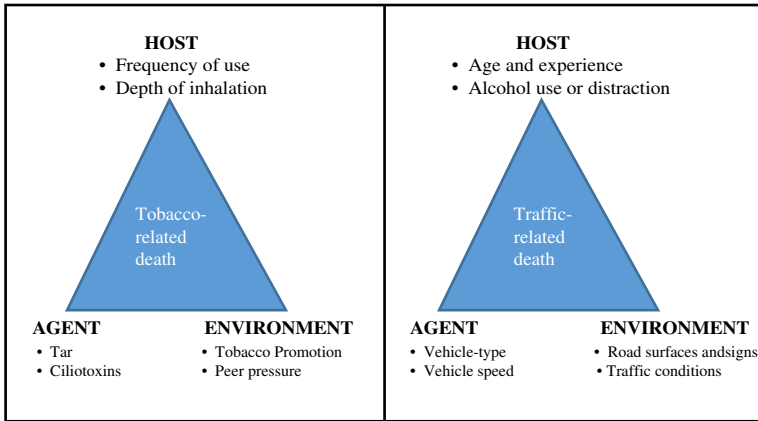 HOST
• Frequency of use
• Depth of inhalation
Tobacco-
related
death
AGENT
• Tar
• Ciliotoxins
ENVIRONMENT
• Tobacco Promotion
• Peer pressure
HOST
• Age and experience
• Alcohol use or distraction
Traffic-
related
death
AGENT
• Vehicle-type
• Vehicle speed
ENVIRONMENT
• Road surfaces andsigns
• Traffic conditions